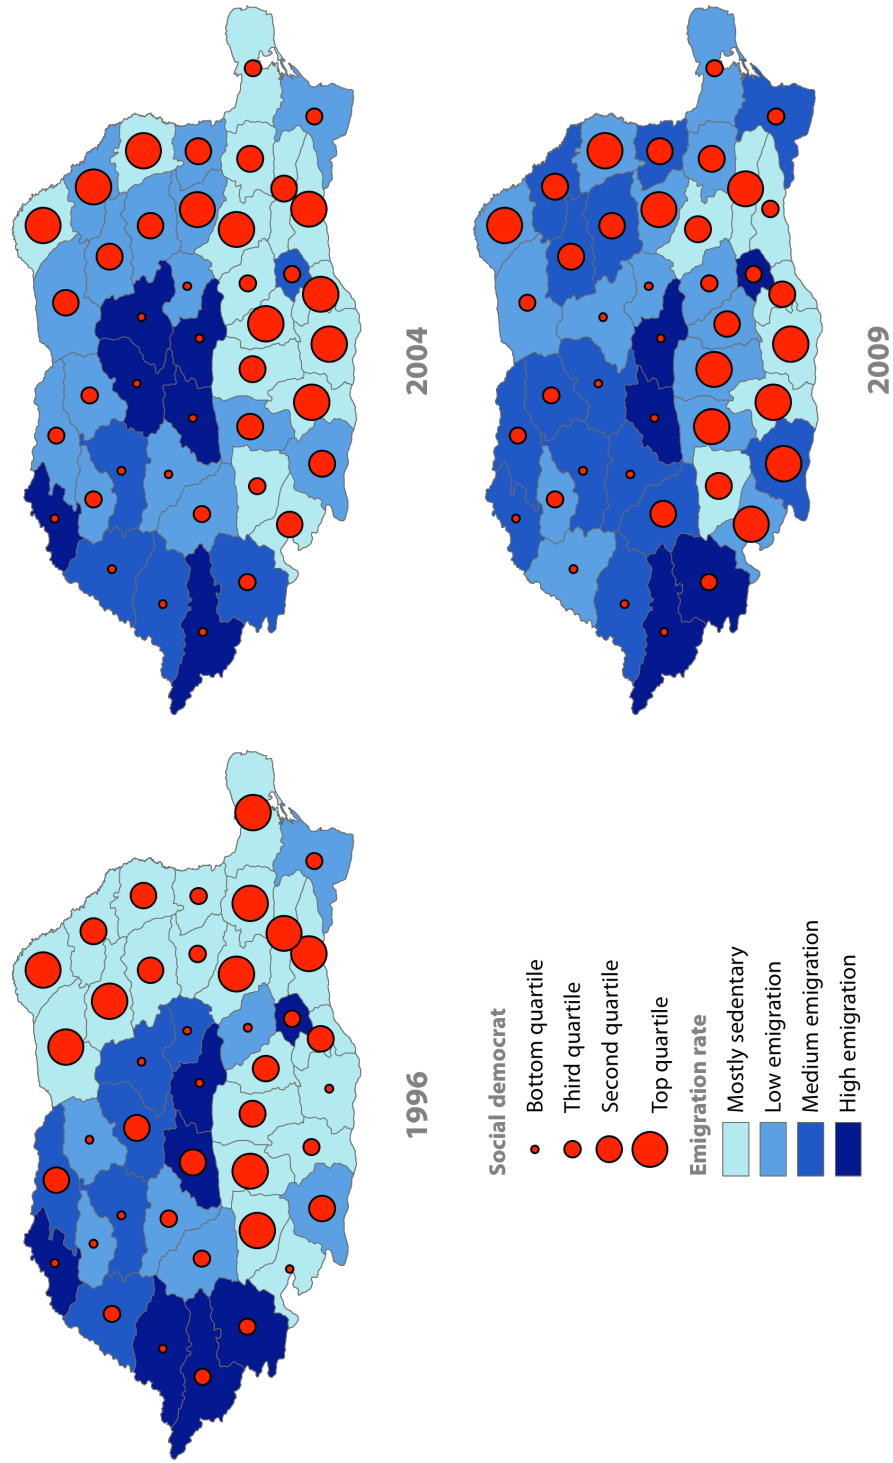 1996
2004
2009
Social democrat
Bottom quartile
Third quartile
Second quartile
Top quartile
Emigration rate
Mostly sedentary
Low emigration
Medium emigration
High emigration